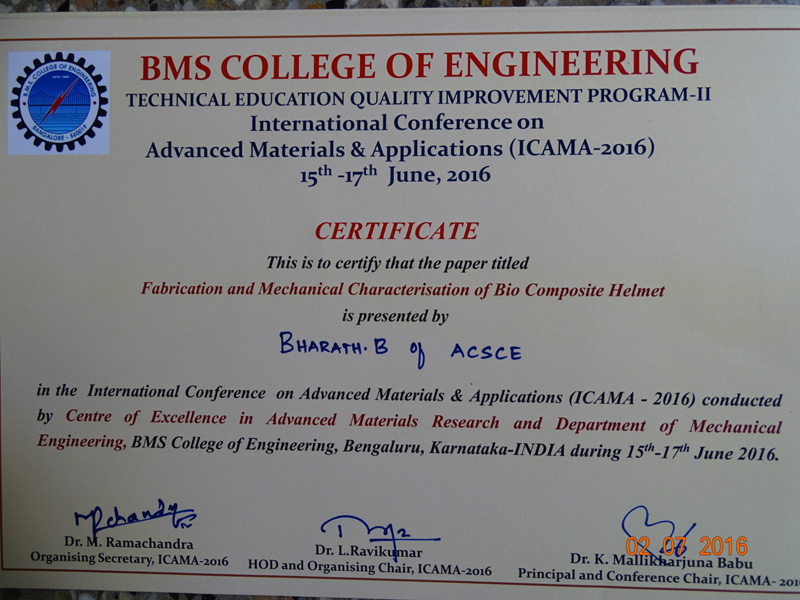 B.M.S. COLLEGE OF ENGINEERING
BANGALORE - 560019
BMS COLLEGE OF ENGINEERING
TECHNICAL EDUCATION QUALITY IMPROVEMENT PROGRAM-II
International Conference on
Advanced Materials & Applications (ICAMA-2016)
15th -17th June, 2016
CERTIFICATE
This is to certify that the paper titled
Fabrication and Mechanical Characterisation of Bio Composite Helmet
is presented by
BHARATH.B of ACSCE
in the International Conference on Advanced Materials & Applications (ICAMA - 2016) conducted
by Centre of Excellence in Advanced Materials Research and Department of Mechanical
Engineering, BMS College of Engineering, Bengaluru, Karnataka-INDIA during 15th-17th June 2016.
Dr. M. Ramachandra
Organising Secretary, ICAMA-2016
Dr. L.Ravikumar
HOD and Organising Chair, ICAMA-2016
Dr. K. Mallikharjuna Babu
Principal and Conference Chair, ICAMA- 201
02 07 2016